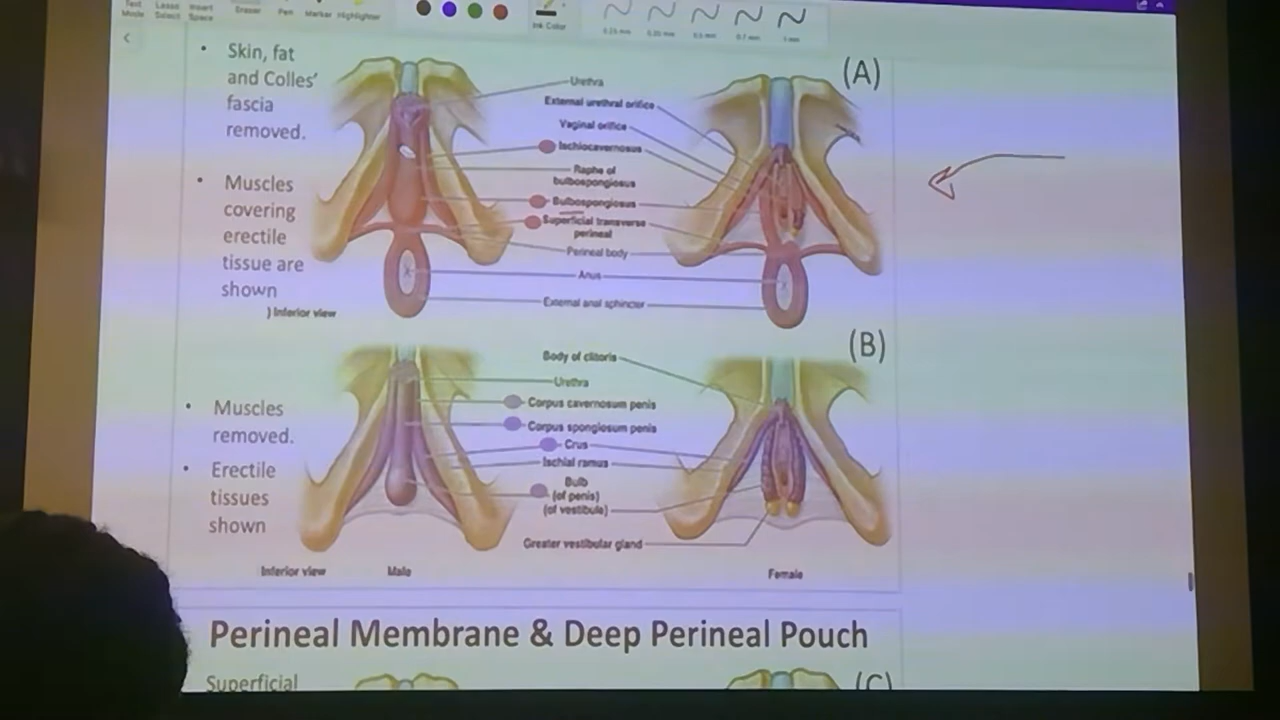 Text
Mode
Lasso
Select
Insert
Space
Eraser
Pen
Marker
Highlighter
Ink Color
0.25 mm
0.35 mm
0.5 mm
0.7 mm
1 mm
• Skin, fat
and Colles'
fascia
removed.
• Muscles
covering
erectile
tissue are
shown
) Inferior view
(A)
Urethra
External urethral orifice
Vaginal orifice
Ischiocavernosus
Raphe of
bulbospongiosus
Bulbospongiosus
Superficial transverse
perineal
Perineal body
Anus
External anal sphincter
(B)
• Muscles
removed.
• Erectile
tissues
shown
Body of clitoris
Urethra
Corpus cavernosum penis
Corpus spongiosum penis
Crus
Ischial ramus
Bulb
(of penis)
(of vestibule)
Greater vestibular gland
Inferior view
Male
Female
Perineal Membrane & Deep Perineal Pouch
Superficial
(C)